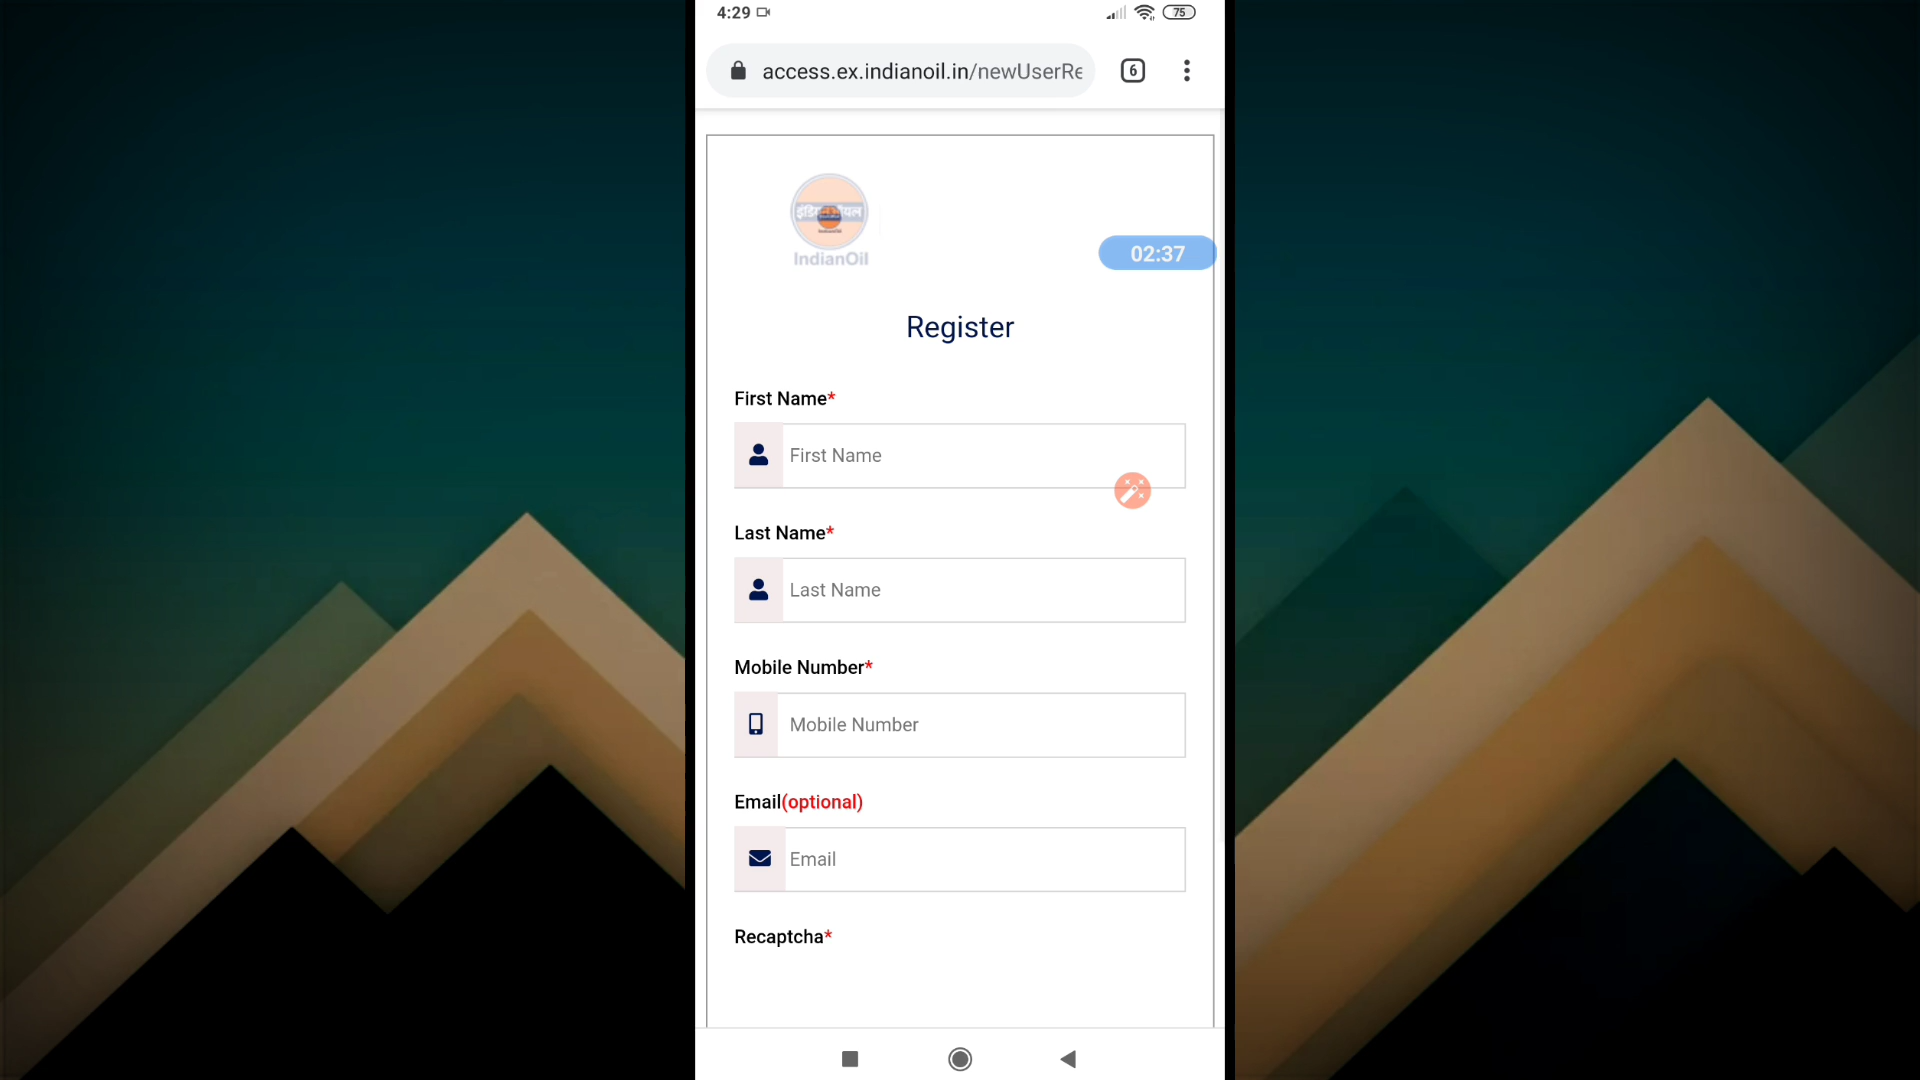 4:29
75
access.ex.indianoil.in/newUserRe
6
IndianOil
02:37
Register
First Name*
First Name
Last Name*
Last Name
Mobile Number*
Mobile Number
Email(optional)
Email
Recaptcha*